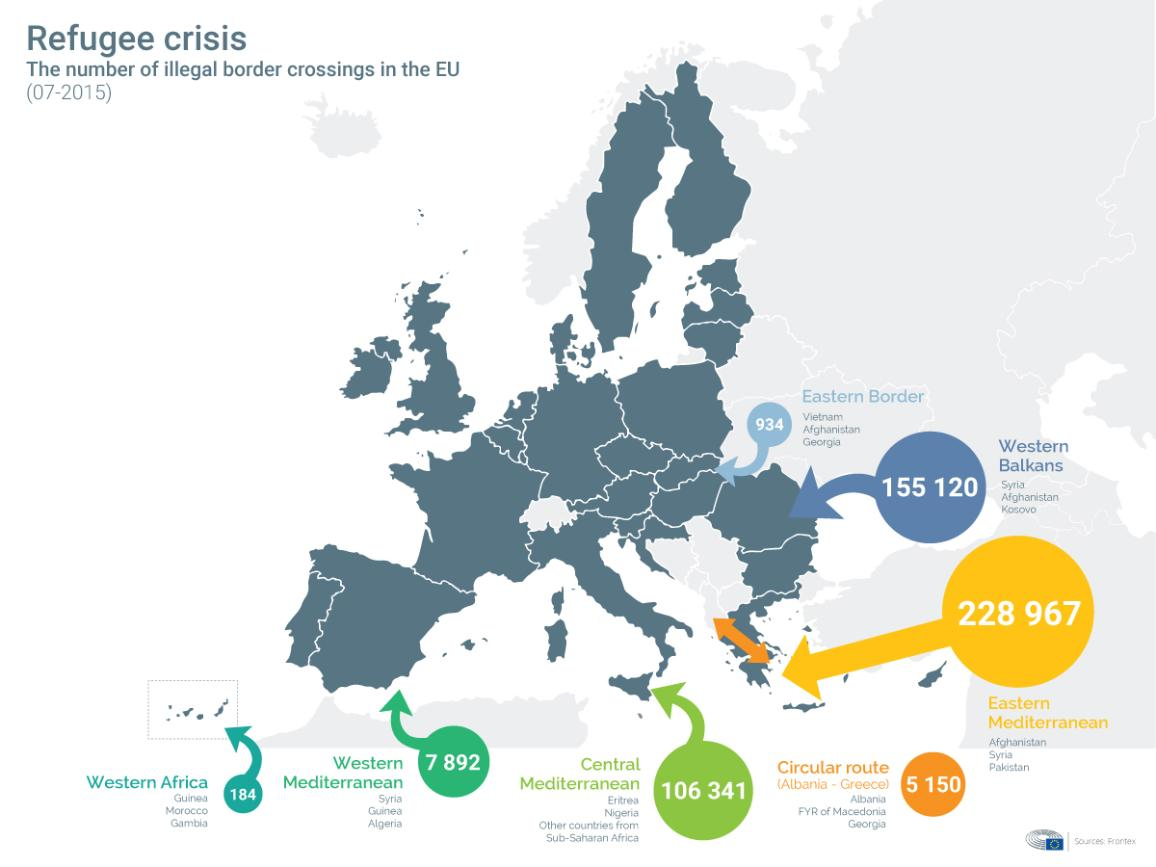 Refugee crisis
The number of illegal border crossings in the EU
(07-2015)
Eastern Border
934
Vietnam
Afghanistan
Georgia
Western
Balkans
155 120
Syria
Afghanistan
Kosovo
228 967
Eastern
Mediterranean
Afghanistan
Syria
Pakistan
Western Africa
184
Guinea
Morocco
Gambia
Western
Mediterranean
7 892
Syria
Guinea
Algeria
Central
Mediterranean
106 341
Eritrea
Nigeria
Other countries from
Sub-Saharan Africa
Circular route
(Albania - Greece)
5 150
Albania
FYR of Macedonia
Georgia
Sources: Frontex